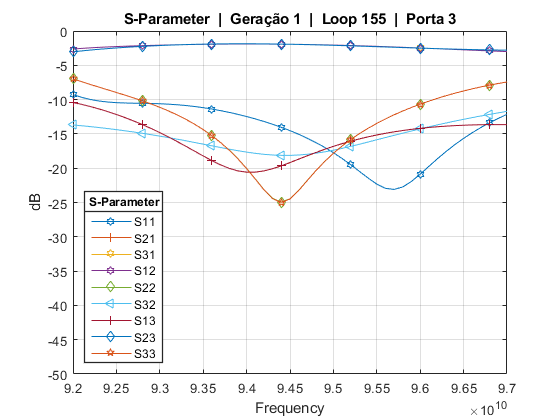 S-Parameter | Geração 1 | Loop 155 | Porta 3
0
-5
-10
-15
-20
-25
-30
-35
-40
-45
-50
dB
S-Parameter
S11
S21
S31
S12
S22
S32
S13
S23
S33
9.2 9.25 9.3 9.35 9.4 9.45 9.5 9.55 9.6 9.65 9.7
Frequency
×10^10